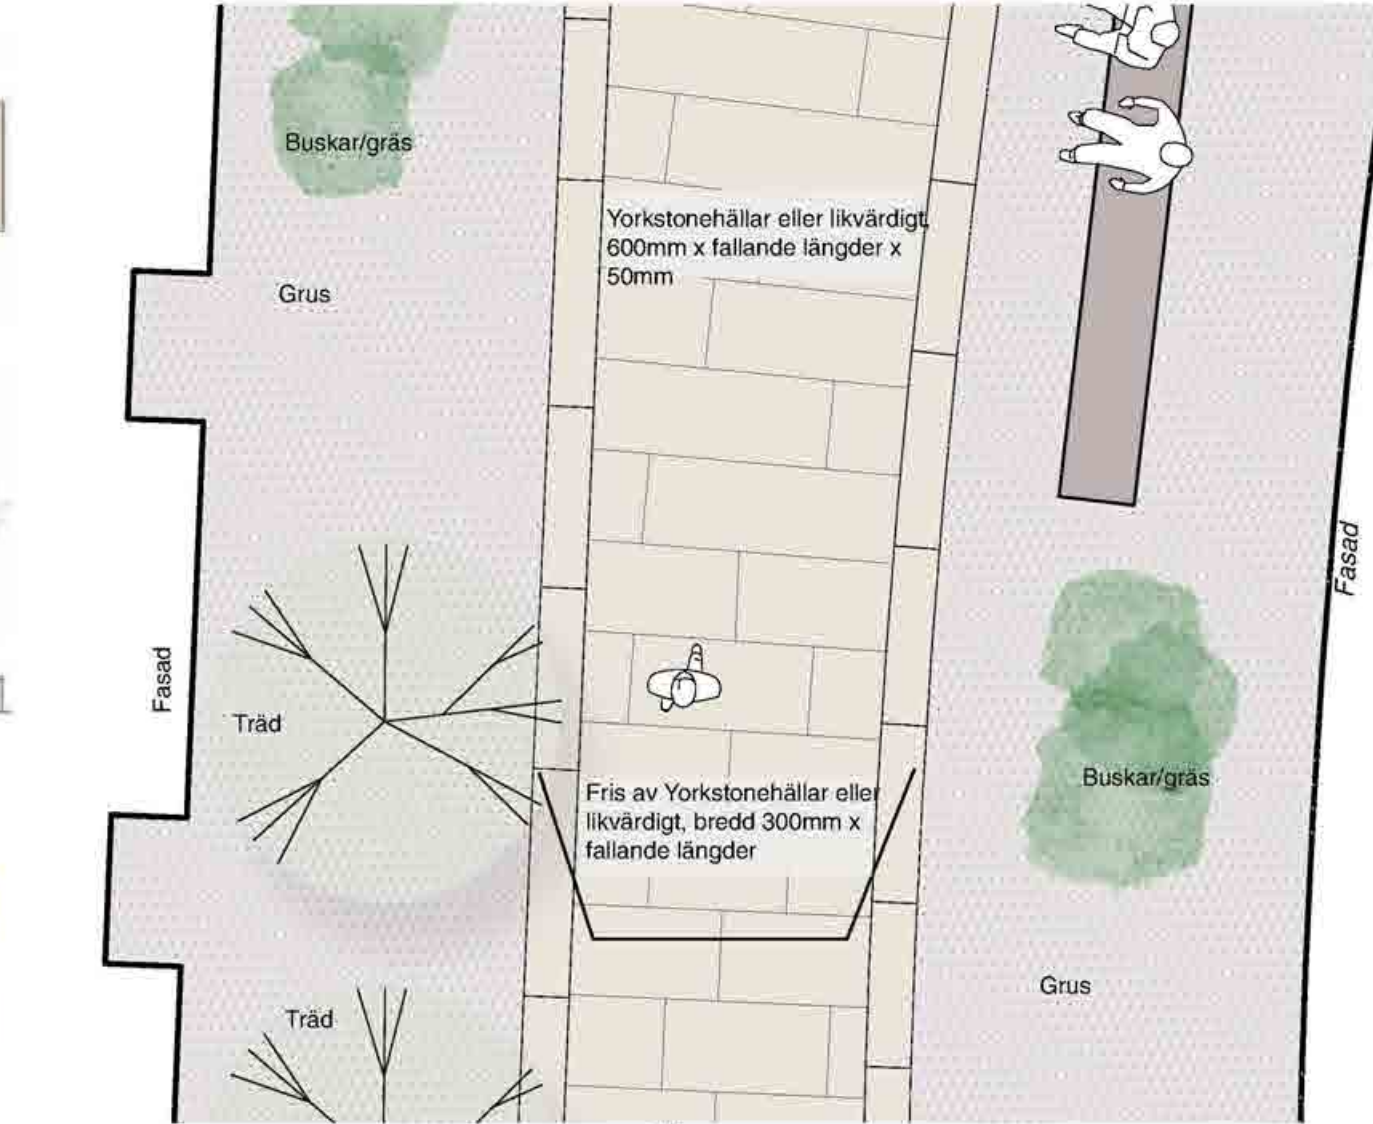 Buskar/gräs
Yorkstonehällar eller likvärdigt,
600mm x fallande längder x
50mm
Grus
Fasad
Fasad
Träd
Buskar/gräs
Fris av Yorkstonehällar eller
likvärdigt, bredd 300mm x
fallande längder
Grus
Träd